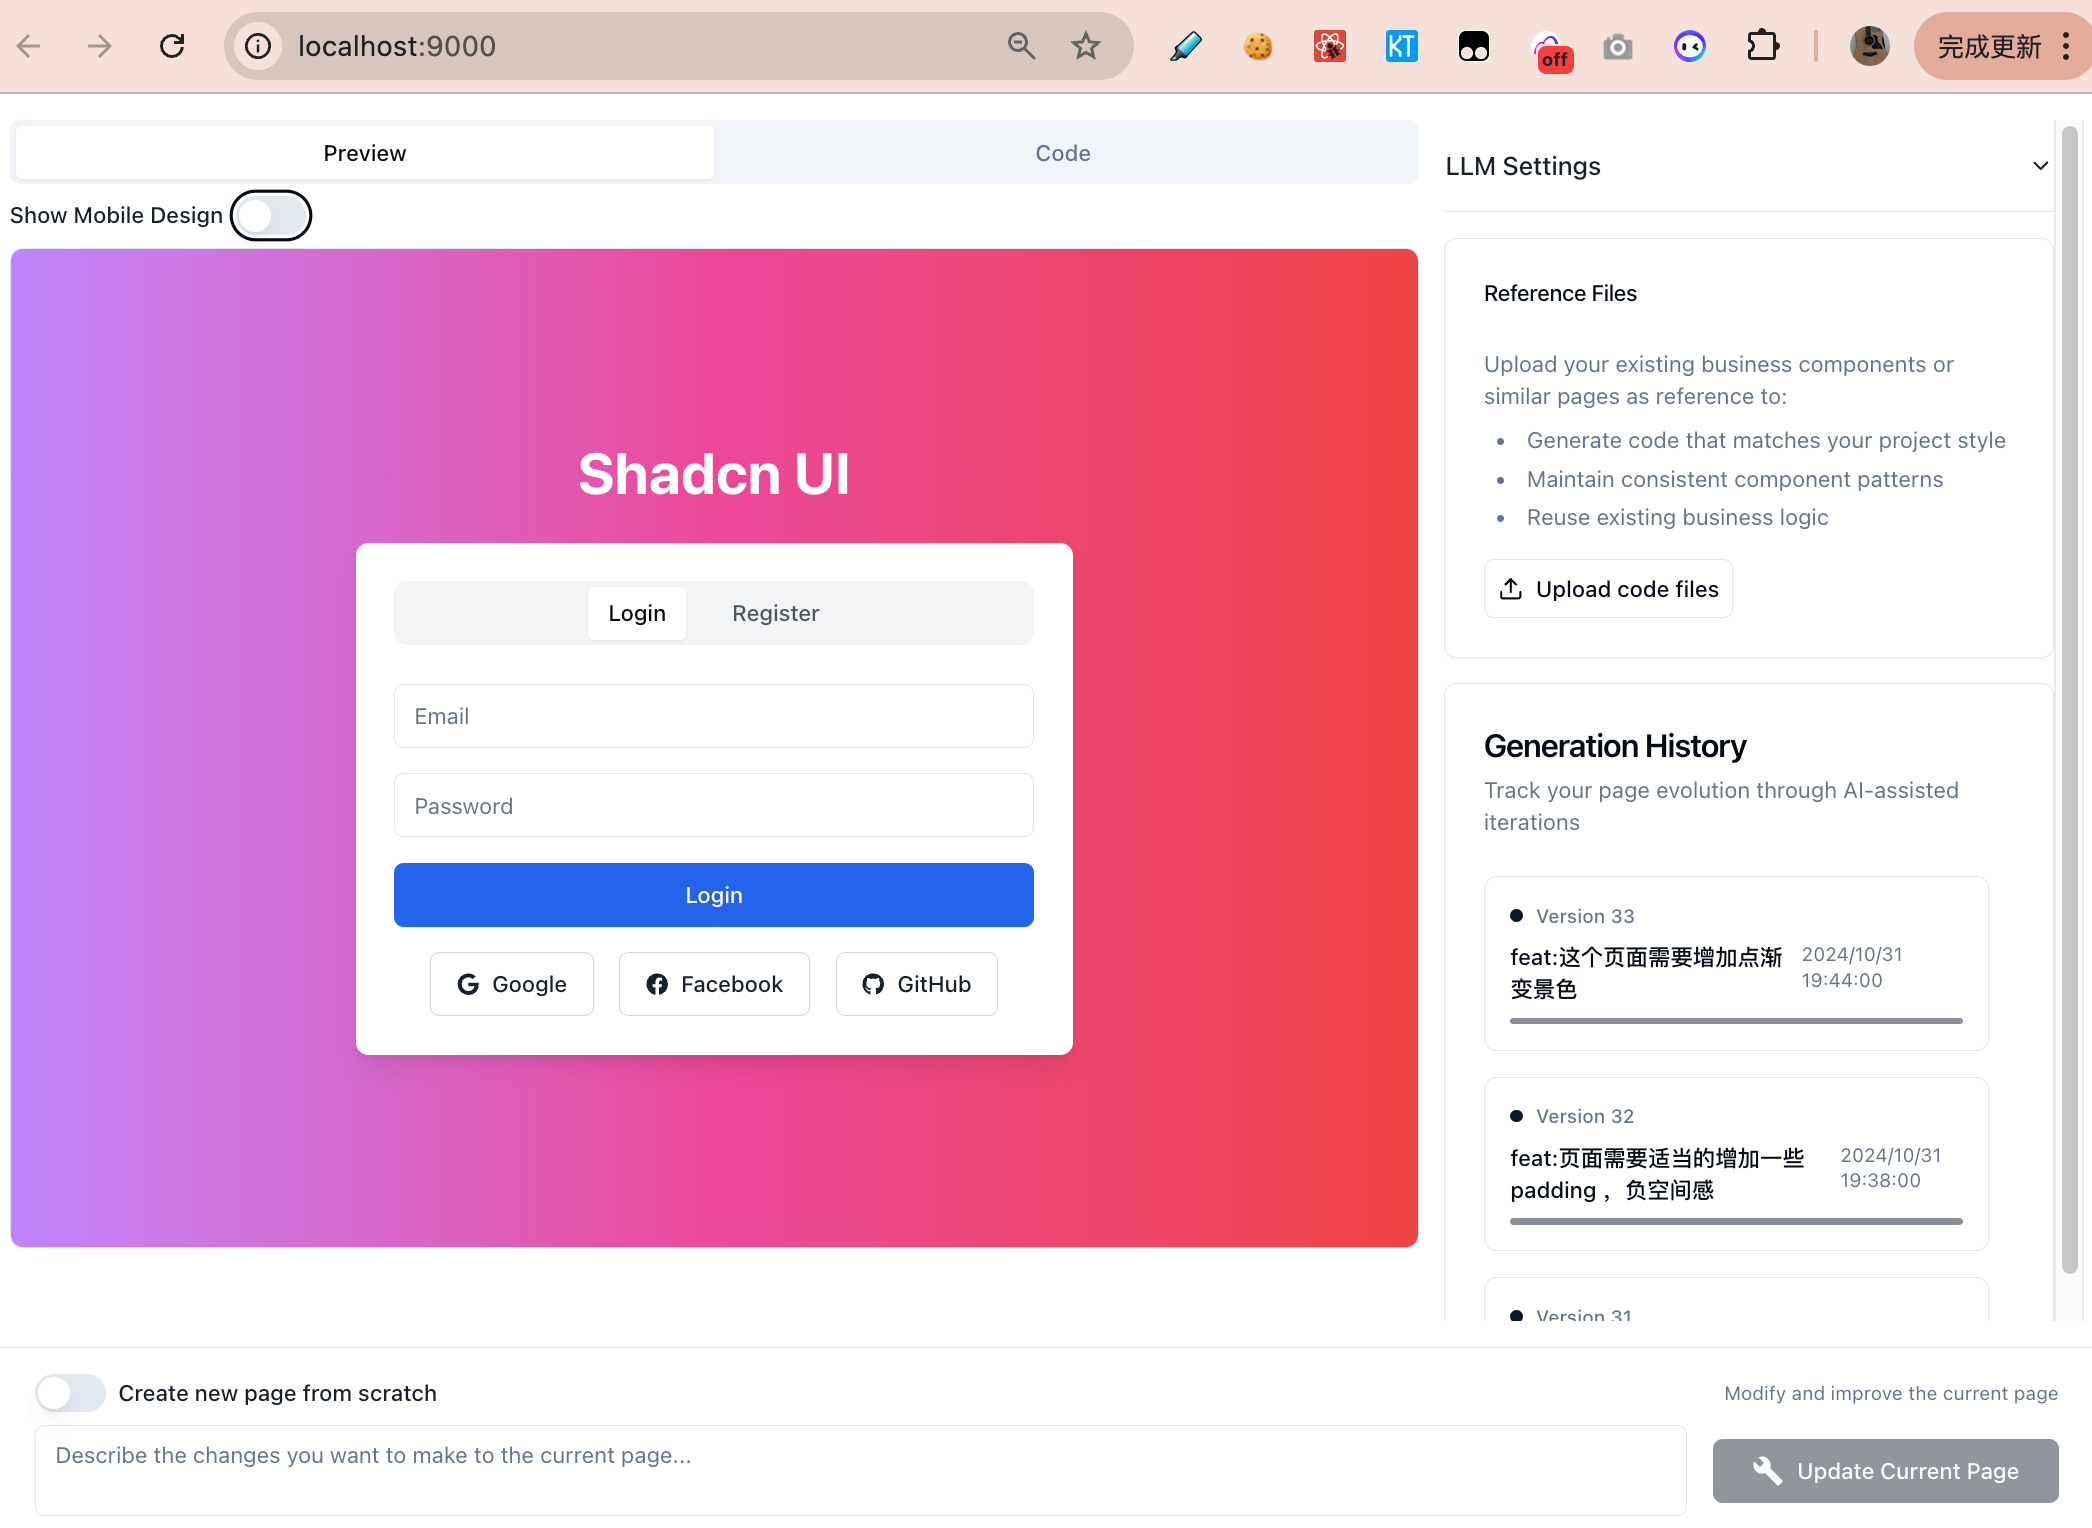 localhost:9000
KT
off
完成更新
Preview
Code
Show Mobile Design
LLM Settings
Shadcn UI
Login
Register
Email
Password
Login
Google
Facebook
GitHub
Reference Files
Upload your existing business components or
similar pages as reference to:
Generate code that matches your project style
Maintain consistent component patterns
Reuse existing business logic
Upload code files
Generation History
Track your page evolution through AI-assisted
iterations
Version 33
feat:这个页面需要增加点渐
变景色
2024/10/31
19:44:00
Version 32
feat:页面需要适当的增加一些
padding ，负空间感
2024/10/31
19:38:00
Version 31
Create new page from scratch
Modify and improve the current page
Describe the changes you want to make to the current page...
Update Current Page